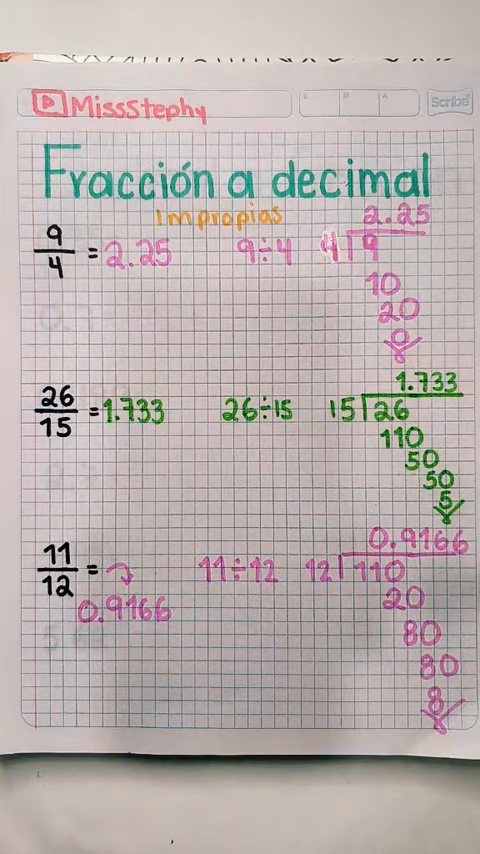 MissStephy
D M A
Scribe
Fracción a decimal
Impropias
9/4 = 2.25 9÷4 2.25
4 9
10
20
0
26/15 = 1.733 26÷15 1.733
15 26
110
50
50
5
11/12 = 0.9166 11÷12 0.9166
12 110
20
80
80
8